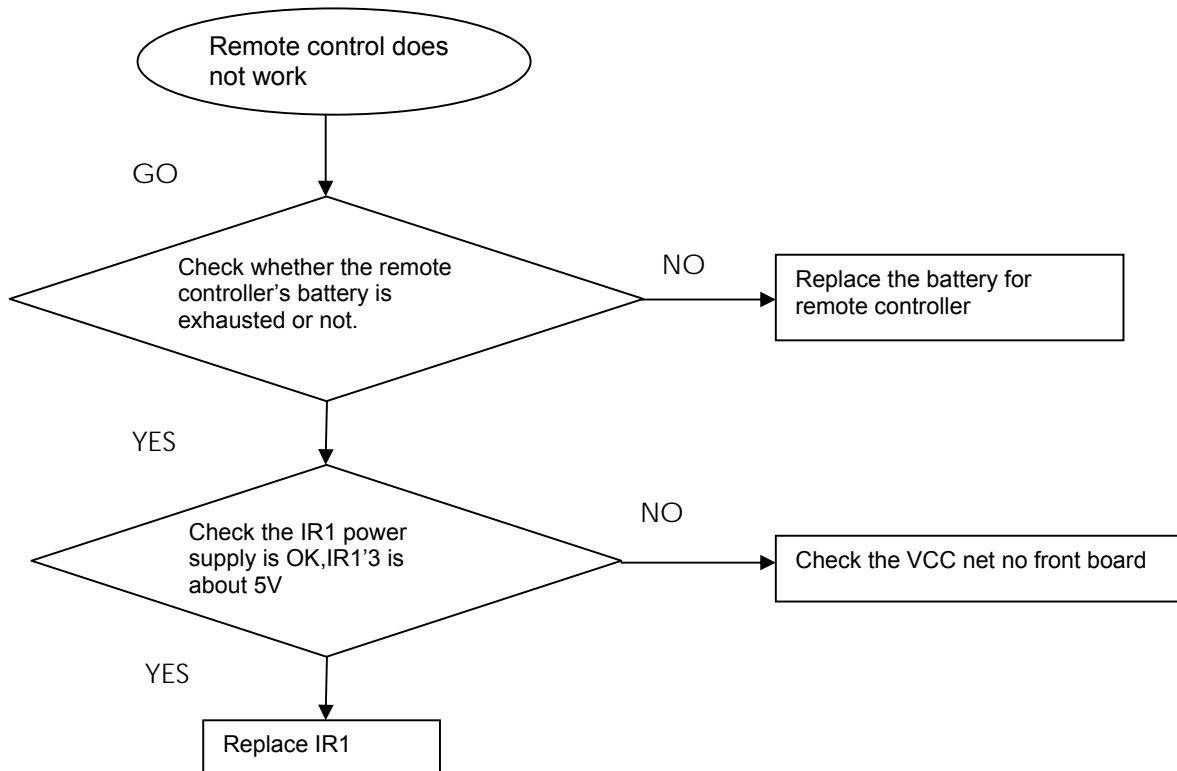 Remote control does
not work
GO
Check whether the remote
controller’s battery is
exhausted or not.
NO
Replace the battery for
remote controller
YES
Check the IR1 power
supply is OK,IR1’3 is
about 5V
NO
Check the VCC net no front board
YES
Replace IR1